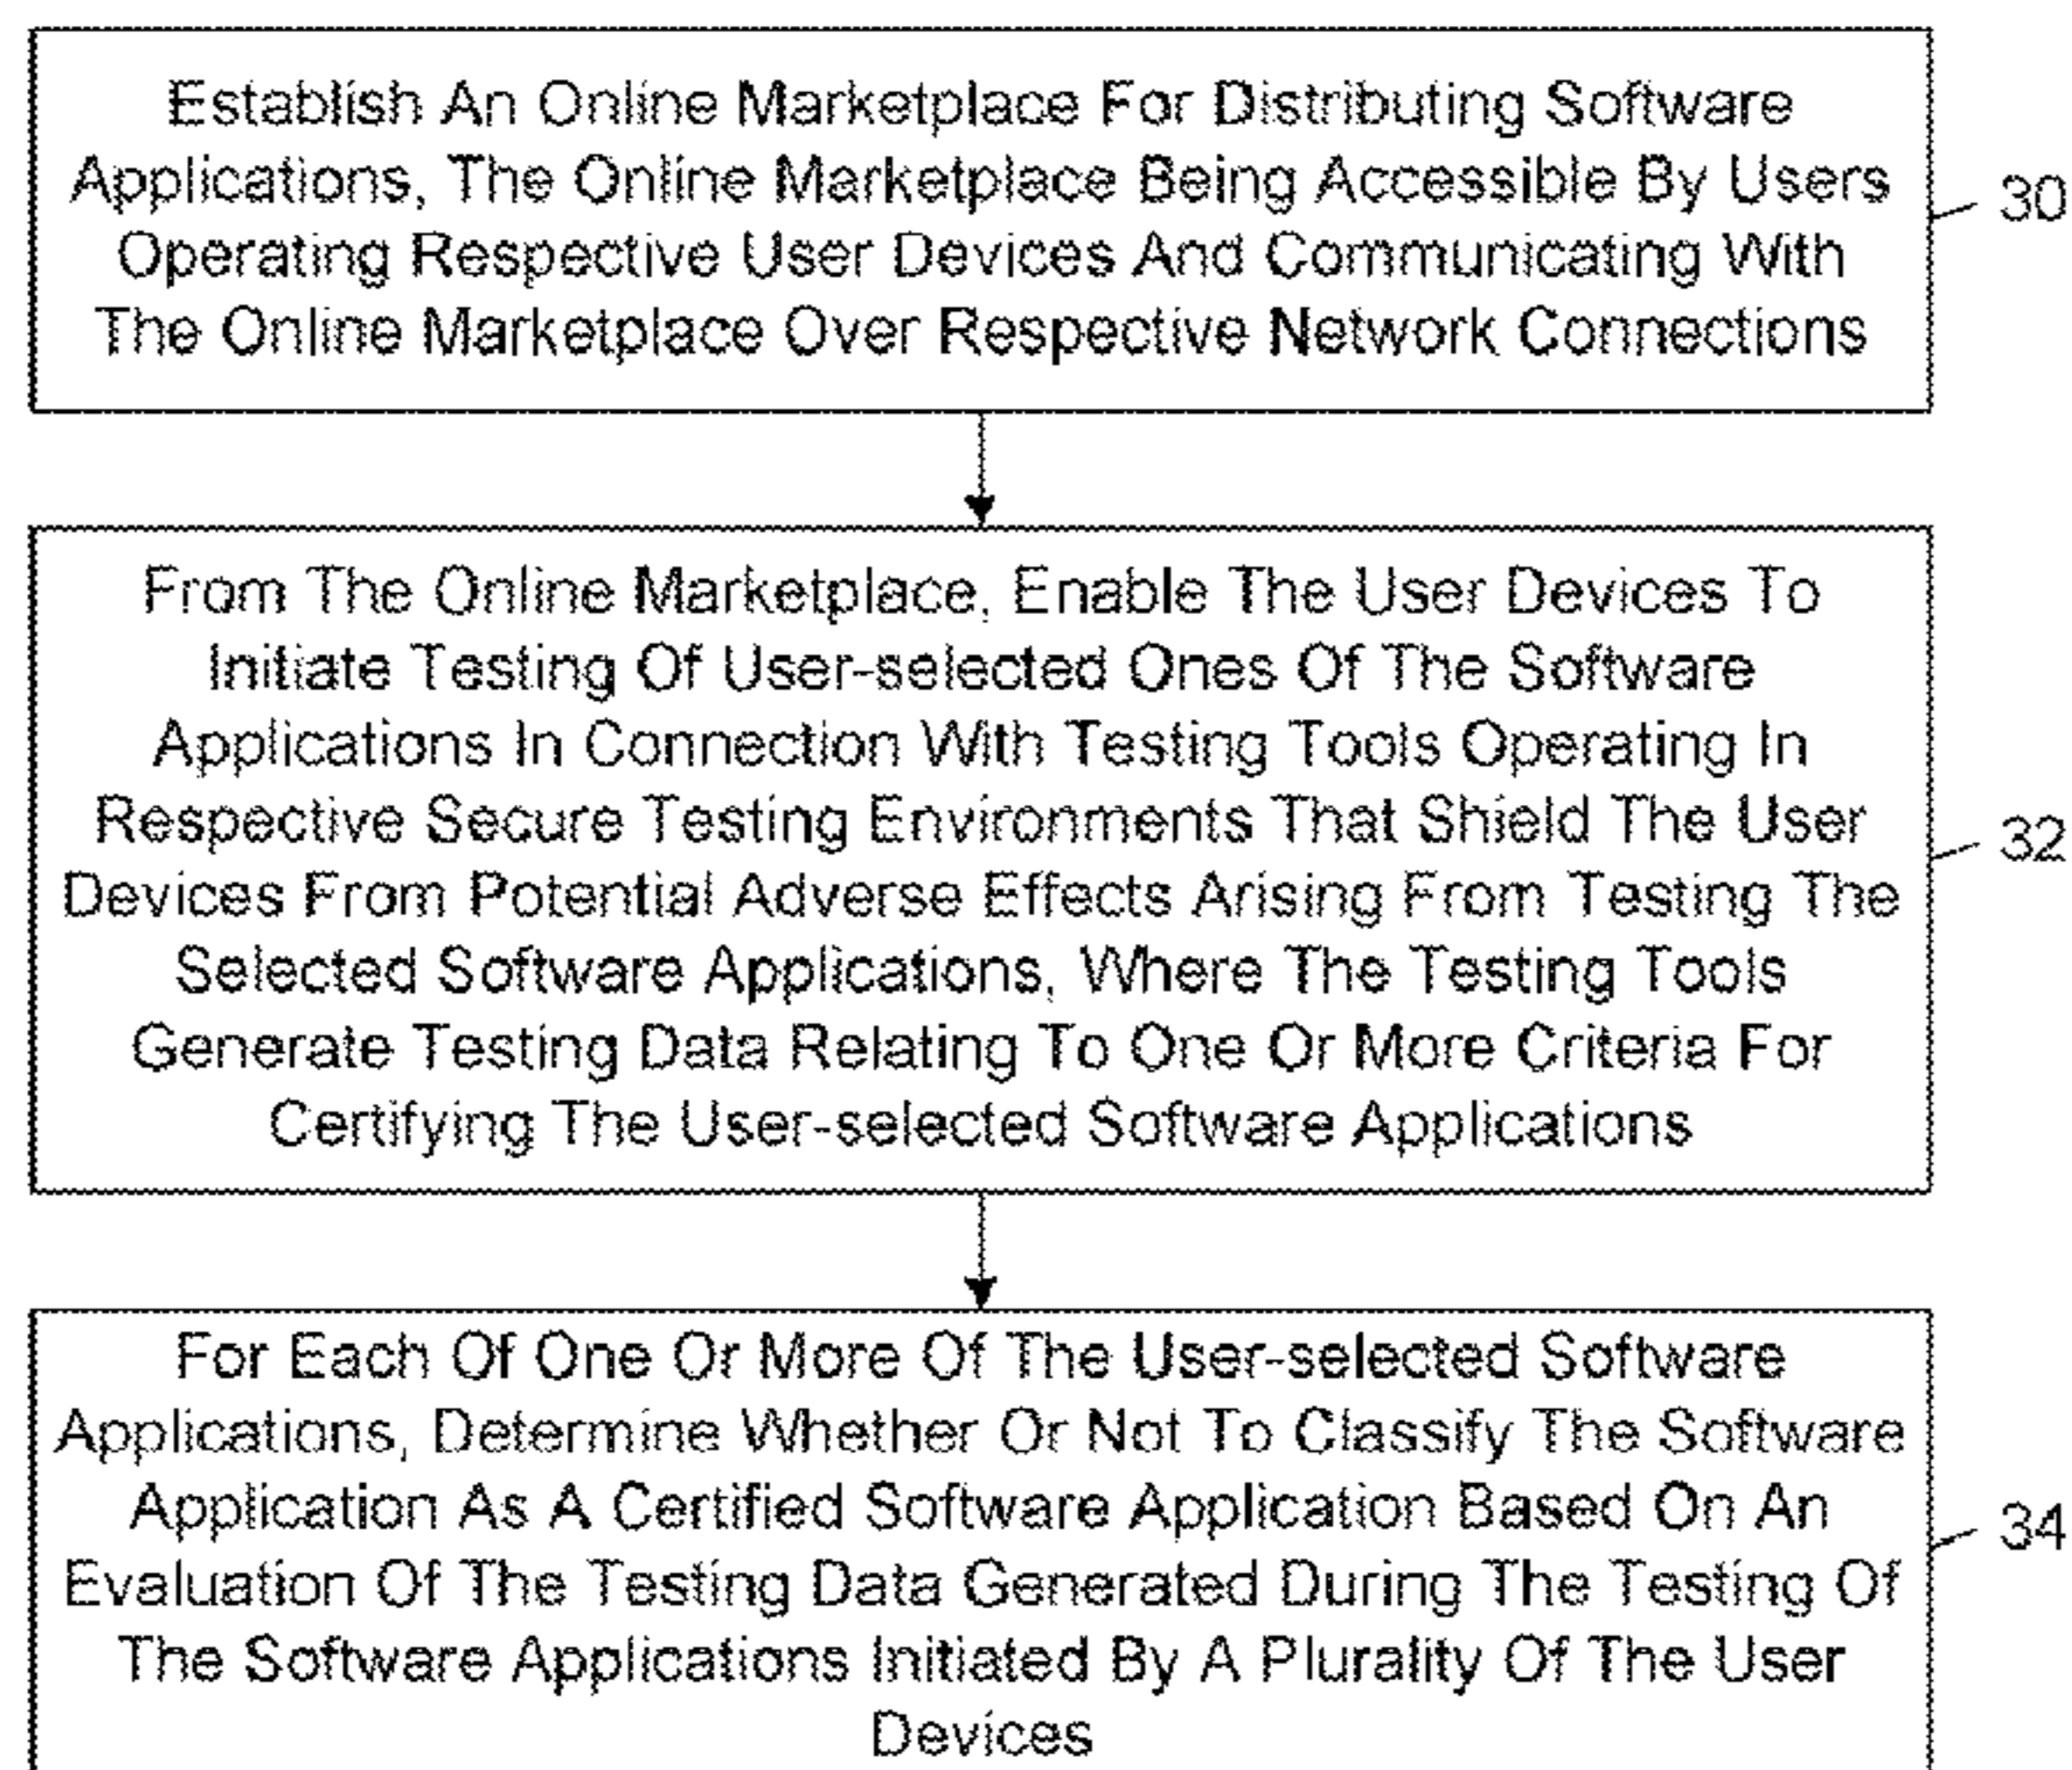 Establish An Online Marketplace For Distributing Software
Applications, The Online Marketplace Being Accessible By Users
Operating Respective User Devices And Communicating With
The Online Marketplace Over Respective Network Connections
30
From The Online Marketplace, Enable The User Devices To
Initiate Testing Of User-selected Ones Of The Software
Applications In Connection With Testing Tools Operating In
Respective Secure Testing Environments That Shield The User
Devices From Potential Adverse Effects Arising From Testing The
Selected Software Applications, Where The Testing Tools
Generate Testing Data Relating To One Or More Criteria For
Certifying The User-selected Software Applications
32
For Each Of One Or More Of The User-selected Software
Applications, Determine Whether Or Not To Classify The Software
Application As A Certified Software Application Based On An
Evaluation Of The Testing Data Generated During The Testing Of
The Software Applications Initiated By A Plurality Of The User
Devices
34